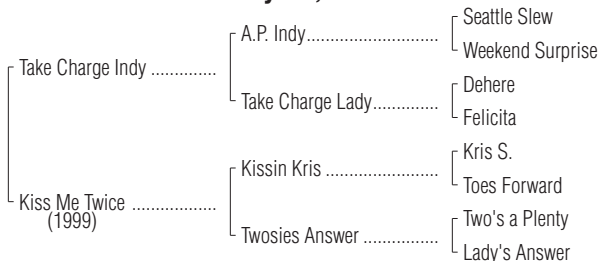 Seattle Slew
A.P. Indy
Weekend Surprise
Take Charge Indy
Dehere
Take Charge Lady
Felicita
Kris S.
Kissin Kris
Toes Forward
Kiss Me Twice
(1999)
Two's a Plenty
Twosies Answer
Lady's Answer